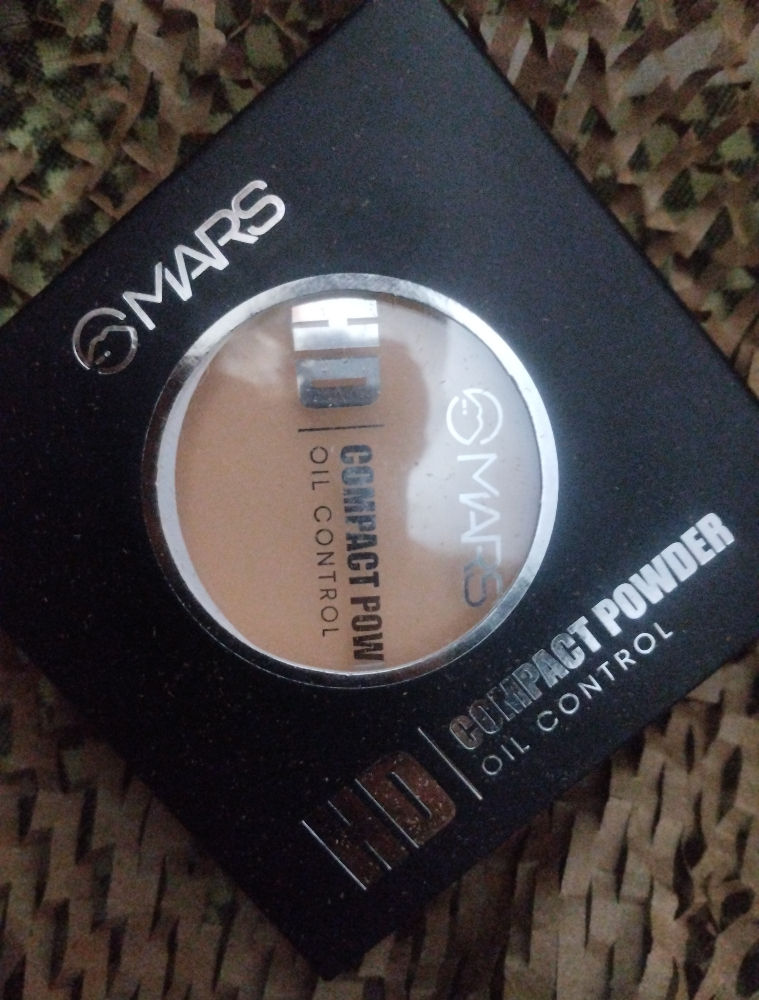 MARS
HD
COMPACT POW
OIL CONTROL
MARS
HD
COMPACT POWDER
OIL CONTROL